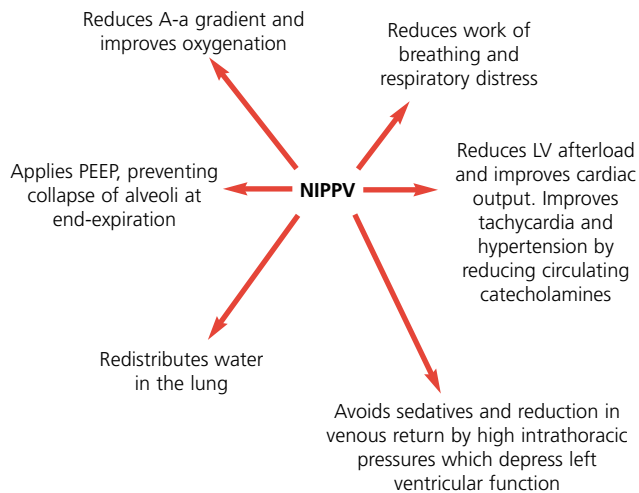 Reduces A-a gradient and
improves oxygenation
Reduces work of
breathing and
respiratory distress
Applies PEEP, preventing
collapse of alveoli at
end-expiration
NIPPV
Reduces LV afterload
and improves cardiac
output. Improves
tachycardia and
hypertension by
reducing circulating
catecholamines
Redistributes water
in the lung
Avoids sedatives and reduction in
venous return by high intrathoracic
pressures which depress left
ventricular function